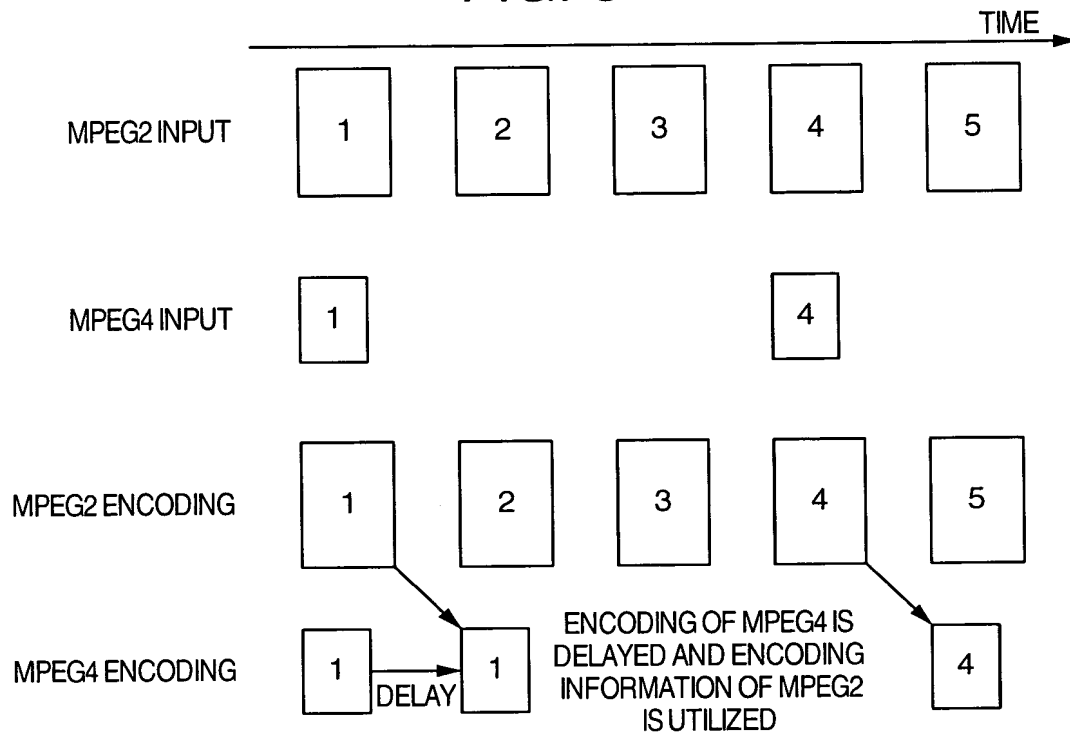 TIME
MPEG2 INPUT 1 2 3 4 5
MPEG4 INPUT 1 4
MPEG2 ENCODING 1 2 3 4 5
MPEG4 ENCODING 1 DELAY 1 4
ENCODING OF MPEG4 IS
DELAYED AND ENCODING
INFORMATION OF MPEG2
IS UTILIZED